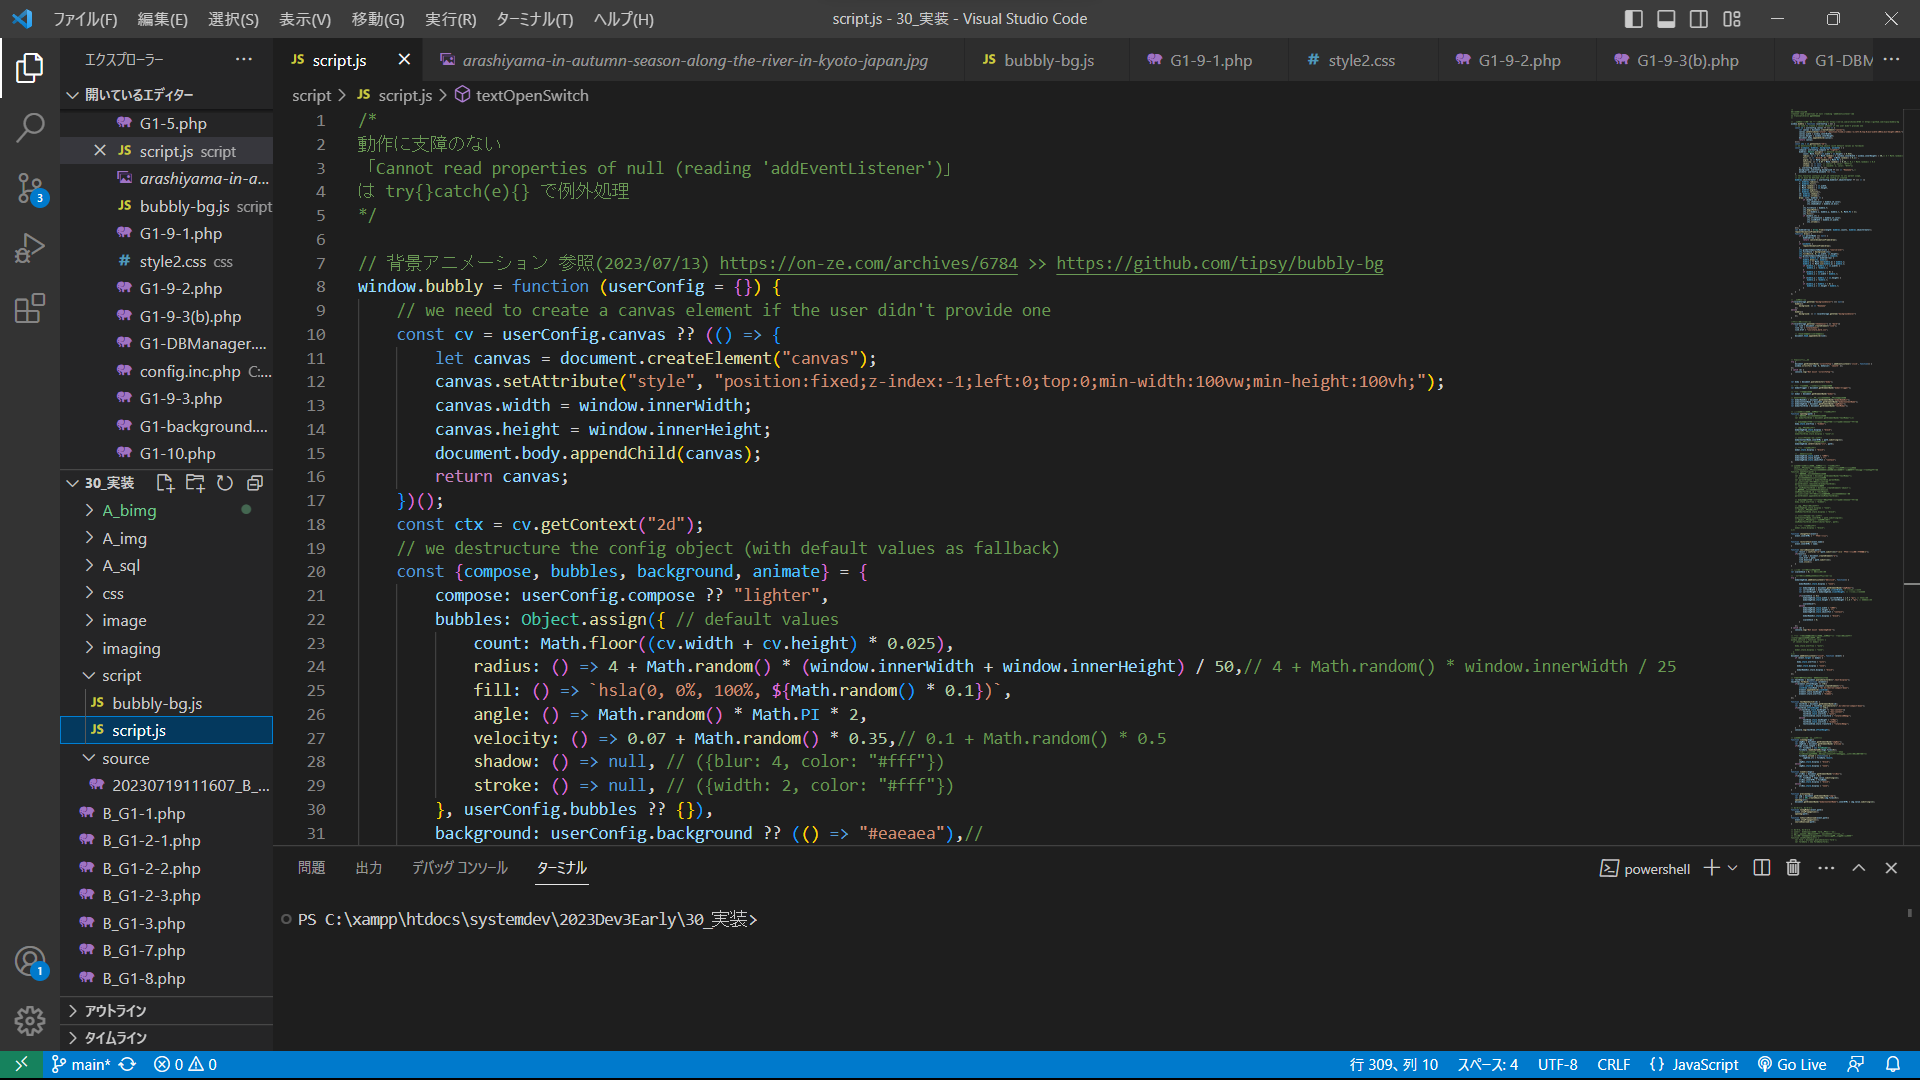 ファイル(F) 編集(E) 選択(S) 表示(V) 移動(G) 実行(R) ターミナル(T) ヘルプ(H) script.js - 30_実装 - Visual Studio Code
エクスプローラー ···
JS script.js arashiyama-in-autumn-season-along-the-river-in-kyoto-japan.jpg JS bubbly-bg.js G1-9-1.php # style2.css G1-9-2.php G1-9-3(b).php G1-DBM ···
開いているエディター
G1-5.php
JS script.js script
arashiyama-in-a...
JS bubbly-bg.js script
G1-9-1.php
# style2.css css
G1-9-2.php
G1-9-3(b).php
G1-DBManager....
config.inc.php C:...
G1-9-3.php
G1-background....
G1-10.php
30_実装
A_bimg
A_img
A_sql
css
image
imaging
script
JS bubbly-bg.js
JS script.js
source
20230719111607_B_...
B_G1-1.php
B_G1-2-1.php
B_G1-2-2.php
B_G1-2-3.php
B_G1-3.php
B_G1-7.php
B_G1-8.php
アウトライン
タイムライン
3
1
script > JS script.js > textOpenSwitch
1 /*
2 動作に支障のない
3 「Cannot read properties of null (reading 'addEventListener')」
4 は try{}catch(e){} で例外処理
5 */
6
7 // 背景アニメーション 参照(2023/07/13) https://on-ze.com/archives/6784 >> https://github.com/tipsy/bubbly-bg
8 window.bubbly = function (userConfig = {}) {
9 // we need to create a canvas element if the user didn't provide one
10 const cv = userConfig.canvas ?? (() => {
11 let canvas = document.createElement("canvas");
12 canvas.setAttribute("style", "position:fixed;z-index:-1;left:0;top:0;min-width:100vw;min-height:100vh;");
13 canvas.width = window.innerWidth;
14 canvas.height = window.innerHeight;
15 document.body.appendChild(canvas);
16 return canvas;
17 })();
18 const ctx = cv.getContext("2d");
19 // we destructure the config object (with default values as fallback)
20 const {compose, bubbles, background, animate} = {
21 compose: userConfig.compose ?? "lighter",
22 bubbles: Object.assign({ // default values
23 count: Math.floor((cv.width + cv.height) * 0.025),
24 radius: () => 4 + Math.random() * (window.innerWidth + window.innerHeight) / 50,// 4 + Math.random() * window.innerWidth / 25
25 fill: () => `hsla(0, 0%, 100%, ${Math.random() * 0.1})`,
26 angle: () => Math.random() * Math.PI * 2,
27 velocity: () => 0.07 + Math.random() * 0.35,// 0.1 + Math.random() * 0.5
28 shadow: () => null, // ({blur: 4, color: "#fff"})
29 stroke: () => null, // ({width: 2, color: "#fff"})
30 }, userConfig.bubbles ?? {}),
31 background: userConfig.background ?? (() => "#eaeaea"),//
問題 出力 デバッグ コンソール ターミナル powershell ···
PS C:\xampp\htdocs\systemdev\2023Dev3Early\30_実装>
main* 0 0 行 309、列 10 スペース: 4 UTF-8 CRLF {} JavaScript Go Live